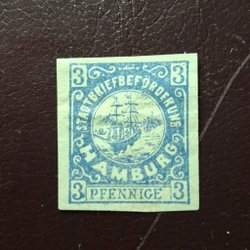 3 3
STADTBRIEFBEFÖRDERUNG
HAMBURG
3 PFENNIGE 3